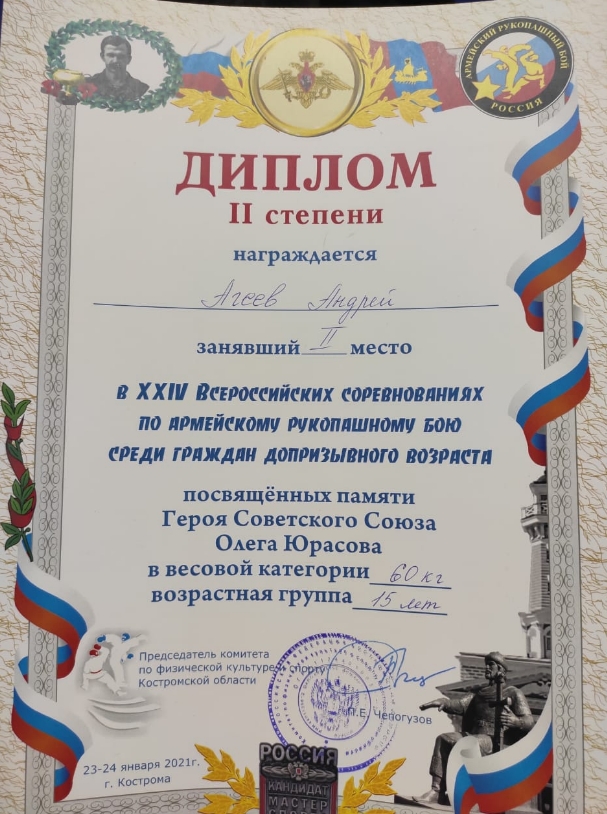 АРМЕЙСКИЙ РУКОПАШНЫЙ БОЙ
РОССИЯ
ДИПЛОМ
II степени
награждается
Агеев Андрей
занявший II место
в XXIV Всероссийских соревнованиях
по армейскому рукопашному бою
среди граждан допризывного возраста
посвящённых памяти
Героя Советского Союза
Олега Юрасова
в весовой категории 60 кг
возрастная группа 15 лет
Председатель комитета
по физической культуре и спорту
Костромской области
П.Е. Чепогузов
23-24 января 2021г.
г. Кострома
РОССИЯ
КАНДИДАТ
МАСТЕР